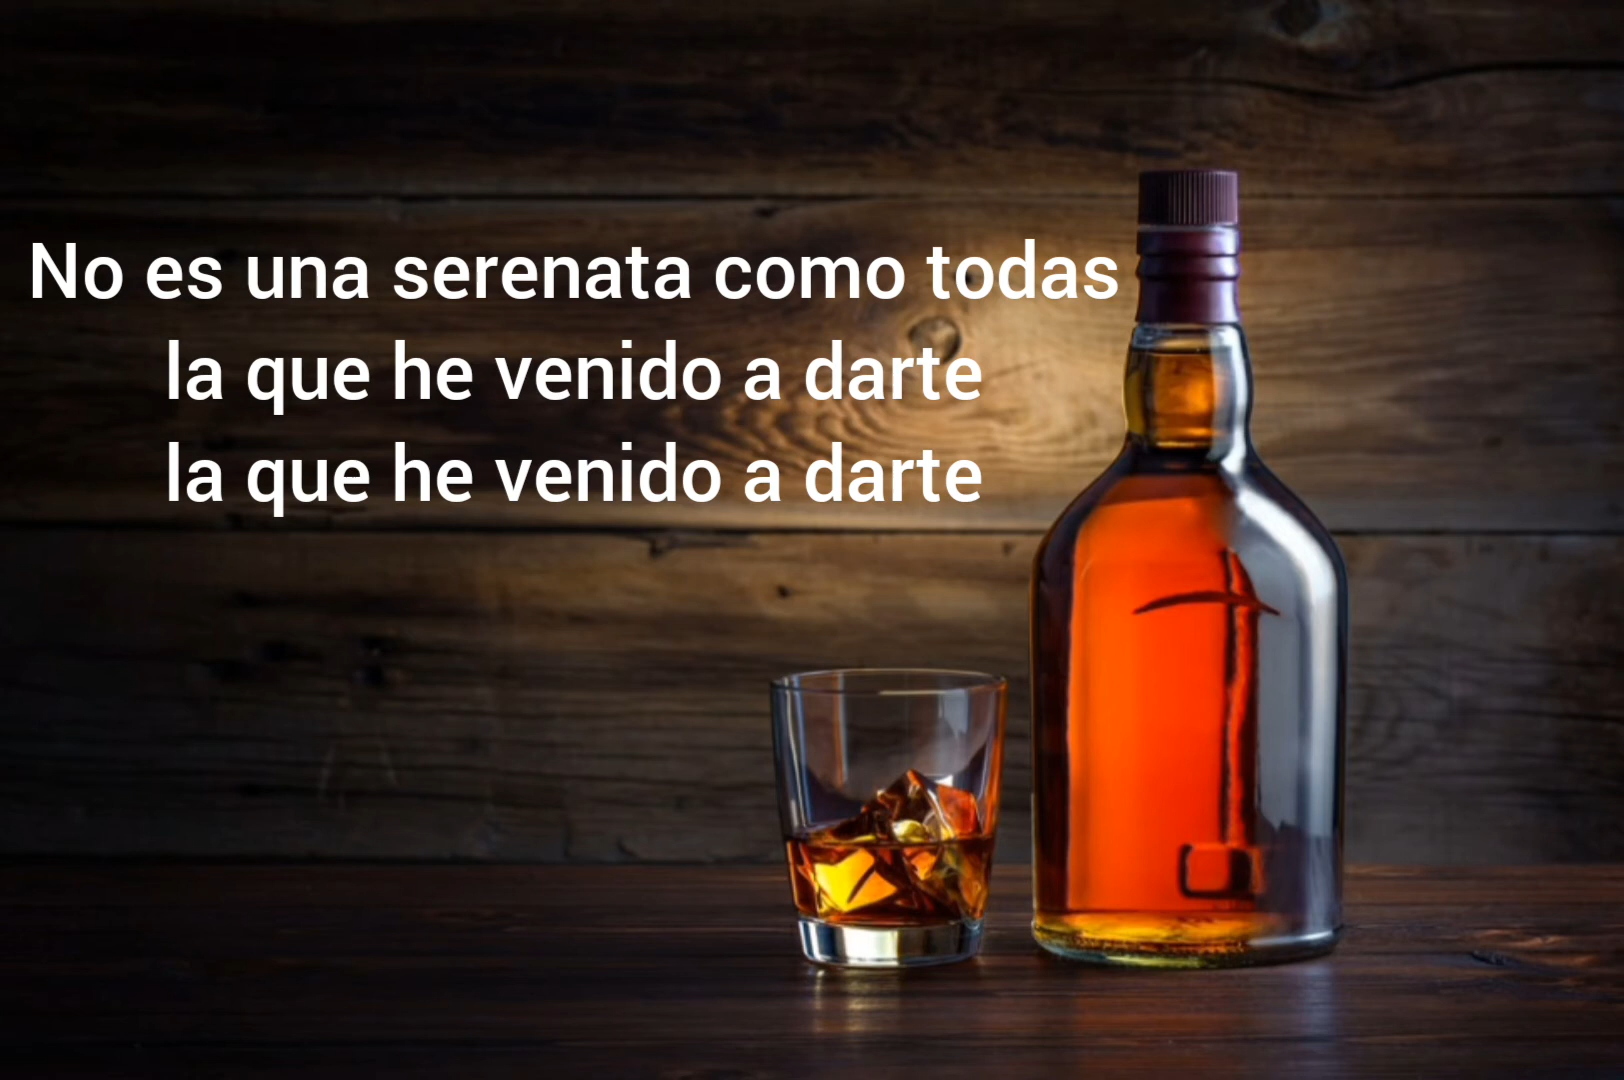 No es una serenata como todas
la que he venido a darte
la que he venido a darte